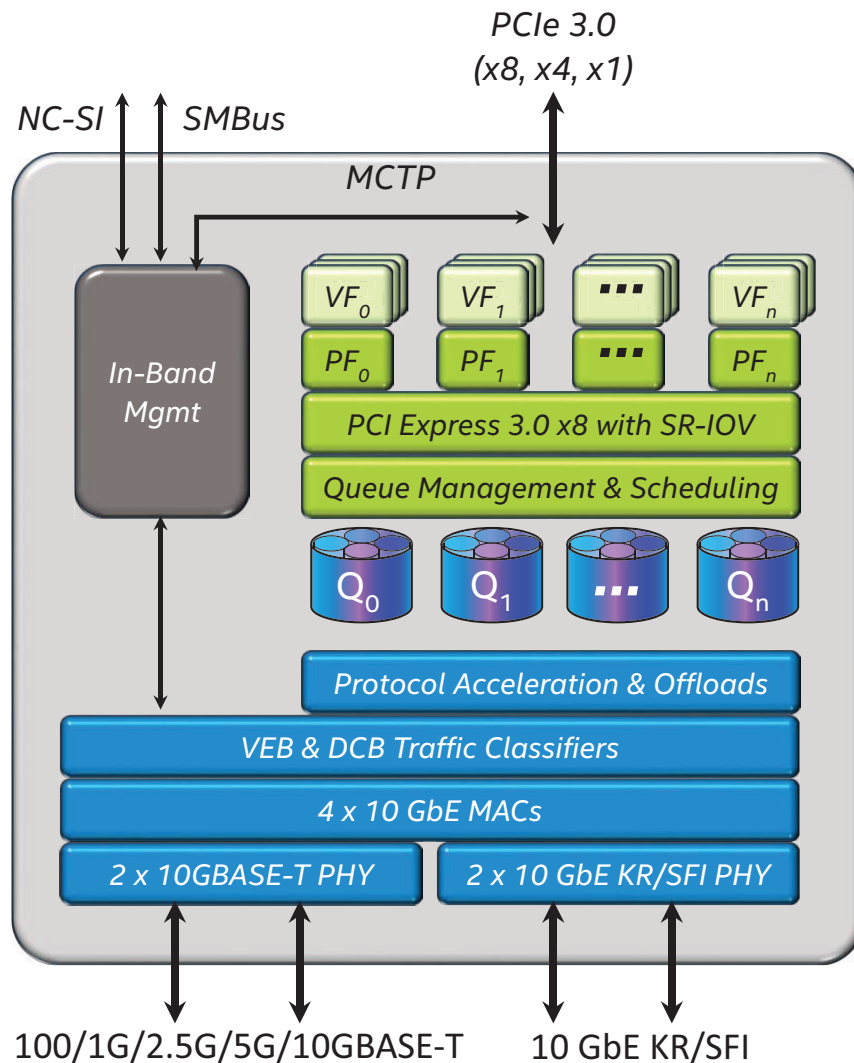 PCIe 3.0
(x8, x4, x1)
NC-SI
SMBus
MCTP
VF0
VF1
...
VFn
In-Band
Mgmt
PF0
PF1
...
PFn
PCI Express 3.0 x8 with SR-IOV
Queue Management & Scheduling
Q0
Q1
...
Qn
Protocol Acceleration & Offloads
VEB & DCB Traffic Classifiers
4 x 10 GbE MACs
2 x 10GBASE-T PHY
2 x 10 GbE KR/SFI PHY
100/1G/2.5G/5G/10GBASE-T
10 GbE KR/SFI